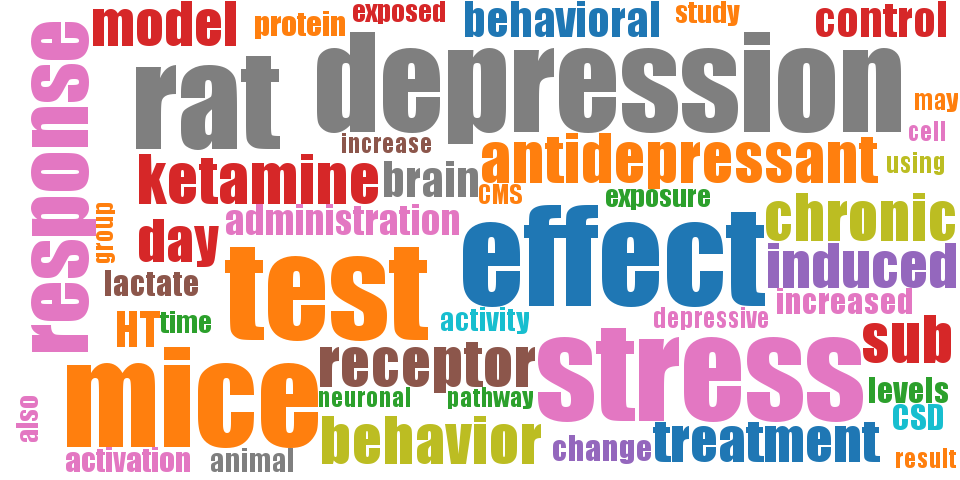 model
protein
exposed
behavioral
study
control
response
rat
depression
may
cell
increase
antidepressant
using
ketamine
brain
CMS
exposure
chronic
group
day
administration
effect
induced
lactate
test
increased
HT
time
activity
depressive
sub
mice
receptor
stress
levels
neuronal
pathway
CSD
also
behavior
change
treatment
activation
animal
result